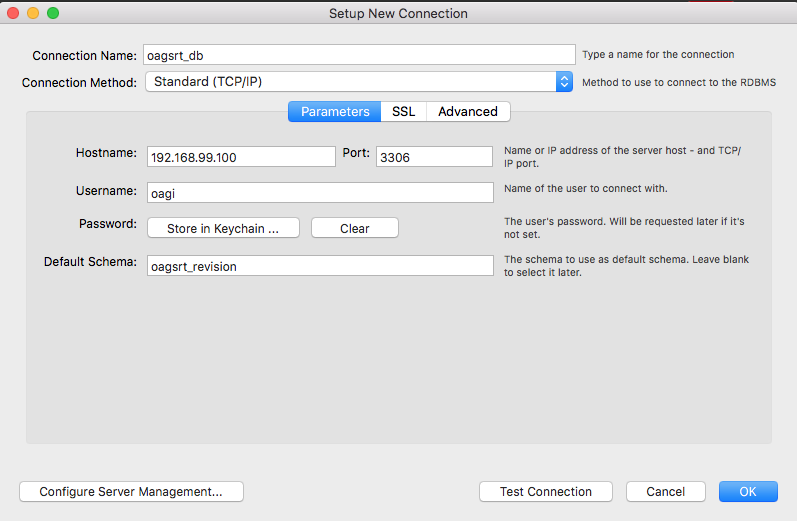 Setup New Connection
Connection Name: oagsrt_db Type a name for the connection
Connection Method: Standard (TCP/IP) Method to use to connect to the RDBMS
Parameters SSL Advanced
Hostname: 192.168.99.100 Port: 3306 Name or IP address of the server host - and TCP/
IP port.
Username: oagi Name of the user to connect with.
Password: Store in Keychain ... Clear The user's password. Will be requested later if it's
not set.
Default Schema: oagsrt_revision The schema to use as default schema. Leave blank
to select it later.
Configure Server Management... Test Connection Cancel OK